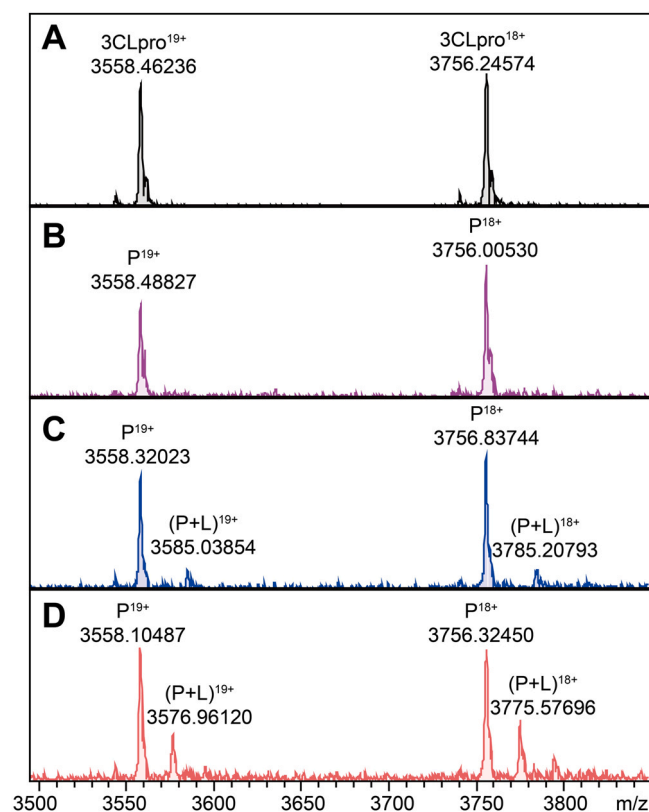 A
3CLpro¹⁹⁺
3558.46236
3CLpro¹⁸⁺
3756.24574
B
P¹⁹⁺
3558.48827
P¹⁸⁺
3756.00530
C
P¹⁹⁺
3558.32023
(P+L)¹⁹⁺
3585.03854
P¹⁸⁺
3756.83744
(P+L)¹⁸⁺
3785.20793
D
P¹⁹⁺
3558.10487
(P+L)¹⁹⁺
3576.96120
P¹⁸⁺
3756.32450
(P+L)¹⁸⁺
3775.57696
3500 3550 3600 3650 3700 3750 3800 m/z